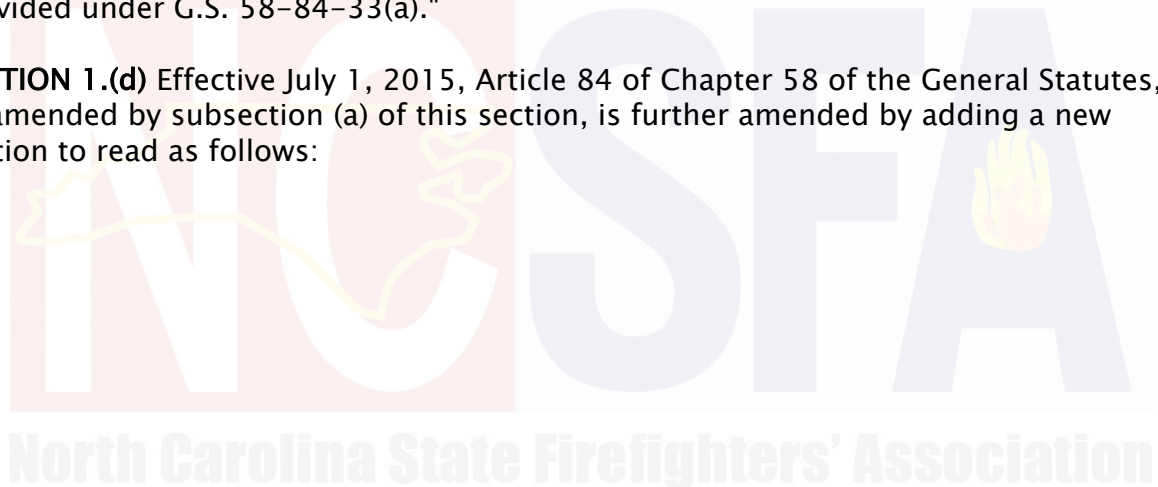 vided under G.S. 58-84-33(a)."
TION 1.(d) Effective July 1, 2015, Article 84 of Chapter 58 of the General Statutes,
amended by subsection (a) of this section, is further amended by adding a new
tion to read as follows:
NCSFA
North Carolina State Firefighters' Association